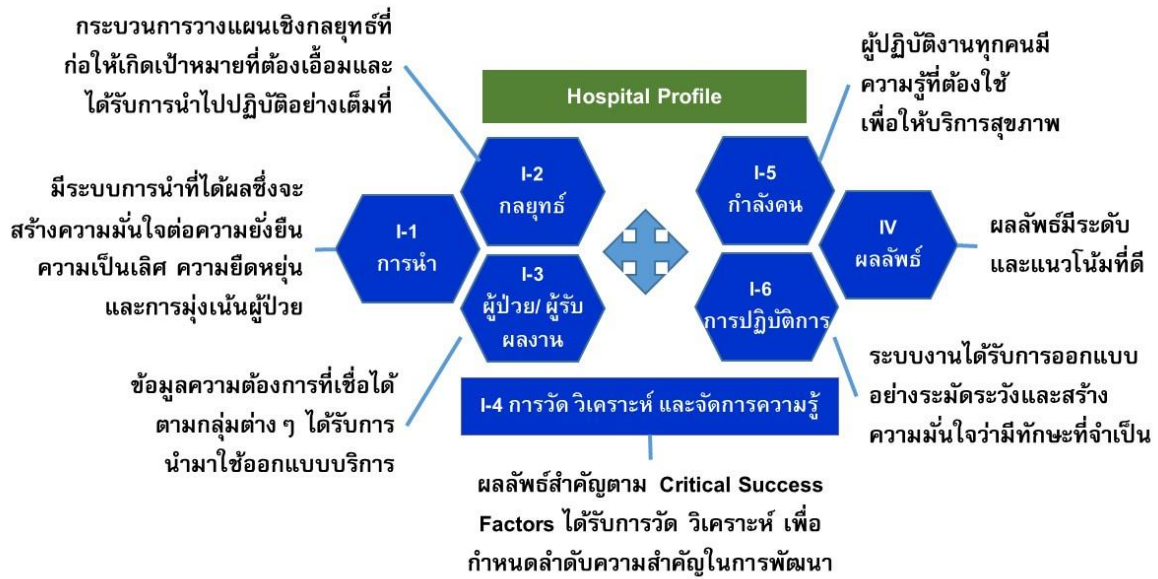 กระบวนการวางแผนเชิงกลยุทธ์ที่
ก่อให้เกิดเป้าหมายที่ต้องเอื้อมและ
ได้รับการนำไปปฏิบัติอย่างเต็มที่
Hospital Profile
ผู้ปฏิบัติงานทุกคนมี
ความรู้ที่ต้องใช้
เพื่อให้บริการสุขภาพ
I-2
กลยุทธ์
I-5
กำลังคน
มีระบบการนำที่ได้ผลซึ่งจะ
สร้างความมั่นใจต่อความยั่งยืน
ความเป็นเลิศ ความยืดหยุ่น
และการมุ่งเน้นผู้ป่วย
I-1
การนำ
IV
ผลลัพธ์
ผลลัพธ์มีระดับ
และแนวโน้มที่ดี
I-3
ผู้ป่วย/ ผู้รับ
ผลงาน
I-6
การปฏิบัติการ
ข้อมูลความต้องการที่เชื่อได้
ตามกลุ่มต่าง ๆ ได้รับการ
นำมาใช้ออกแบบบริการ
I-4 การวัด วิเคราะห์ และจัดการความรู้
ระบบงานได้รับการออกแบบ
อย่างระมัดระวังและสร้าง
ความมั่นใจว่ามีทักษะที่จำเป็น
ผลลัพธ์สำคัญตาม Critical Success
Factors ได้รับการวัด วิเคราะห์ เพื่อ
กำหนดลำดับความสำคัญในการพัฒนา